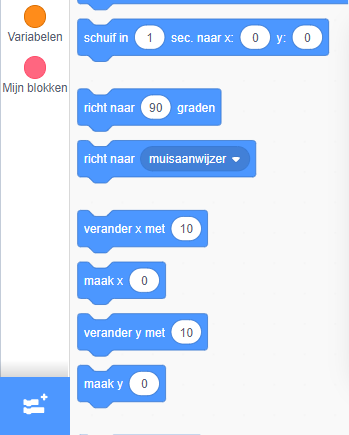 Variabelen
Mijn blokken
schuif in 1 sec. naar x: 0 y: 0
richt naar 90 graden
richt naar muisaanwijzer
verander x met 10
maak x 0
verander y met 10
maak y 0